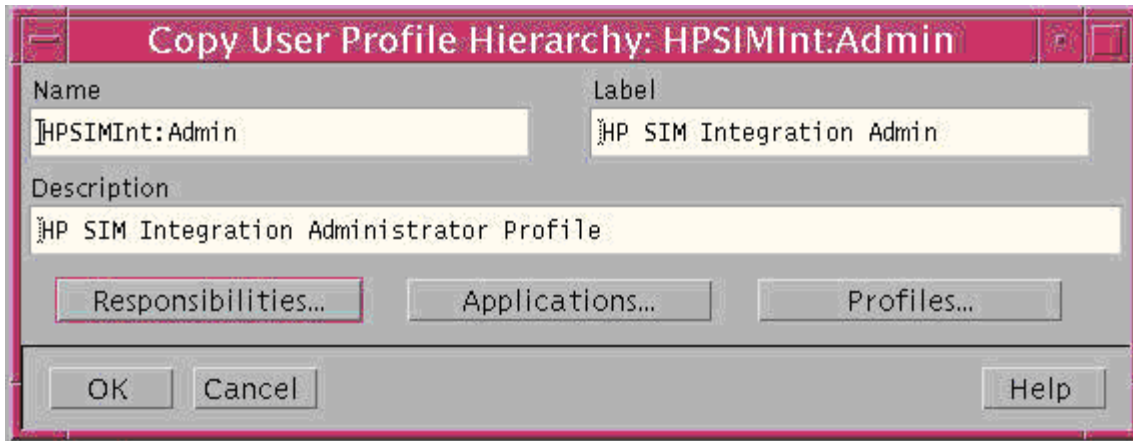 Copy User Profile Hierarchy: HPSIMInt:Admin
Name
Label
HPSIMInt:Admin
HP SIM Integration Admin
Description
HP SIM Integration Administrator Profile
Responsibilities...
Applications...
Profiles...
OK
Cancel
Help